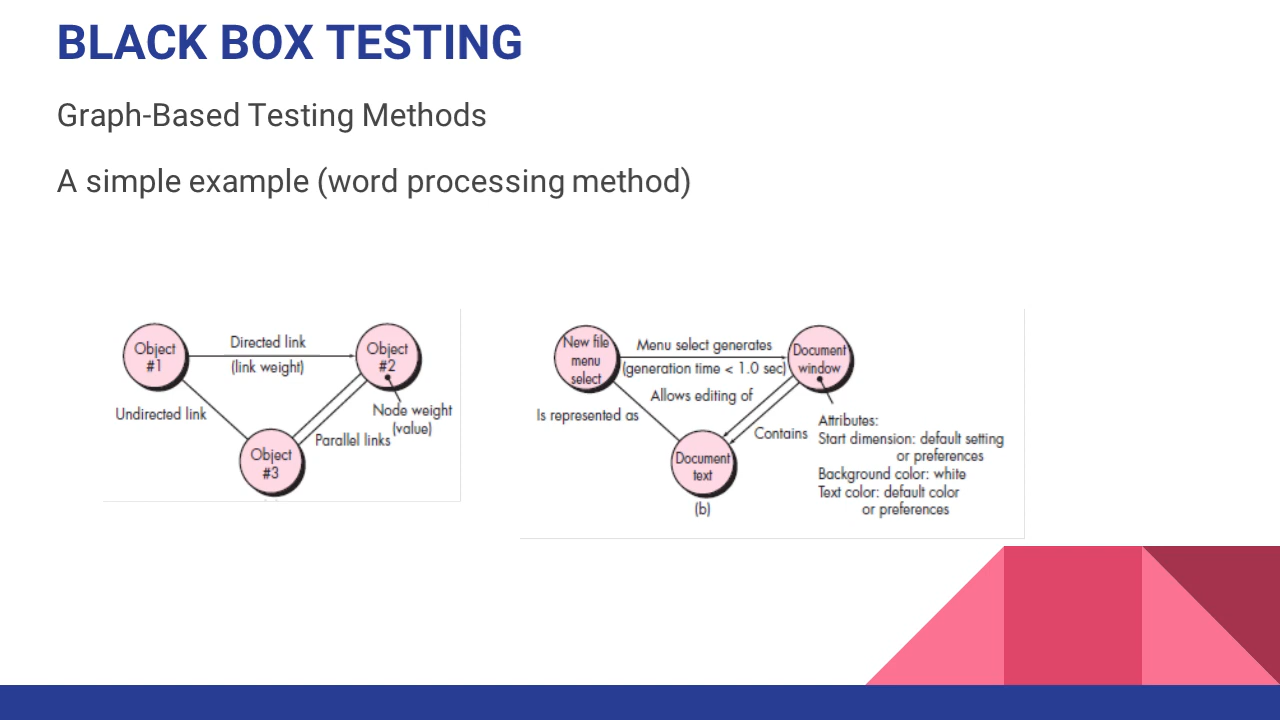 BLACK BOX TESTING
Graph-Based Testing Methods
A simple example (word processing method)
Object
#1
Directed link
(link weight)
Object
#2
Undirected link
Node weight
(value)
Parallel links
Object
#3
New file
menu
select
Menu select generates
(generation time < 1.0 sec)
Document
window
Allows editing of
Is represented as
Contains
Document
text
(b)
Attributes:
Start dimension: default setting
or preferences
Background color: white
Text color: default color
or preferences